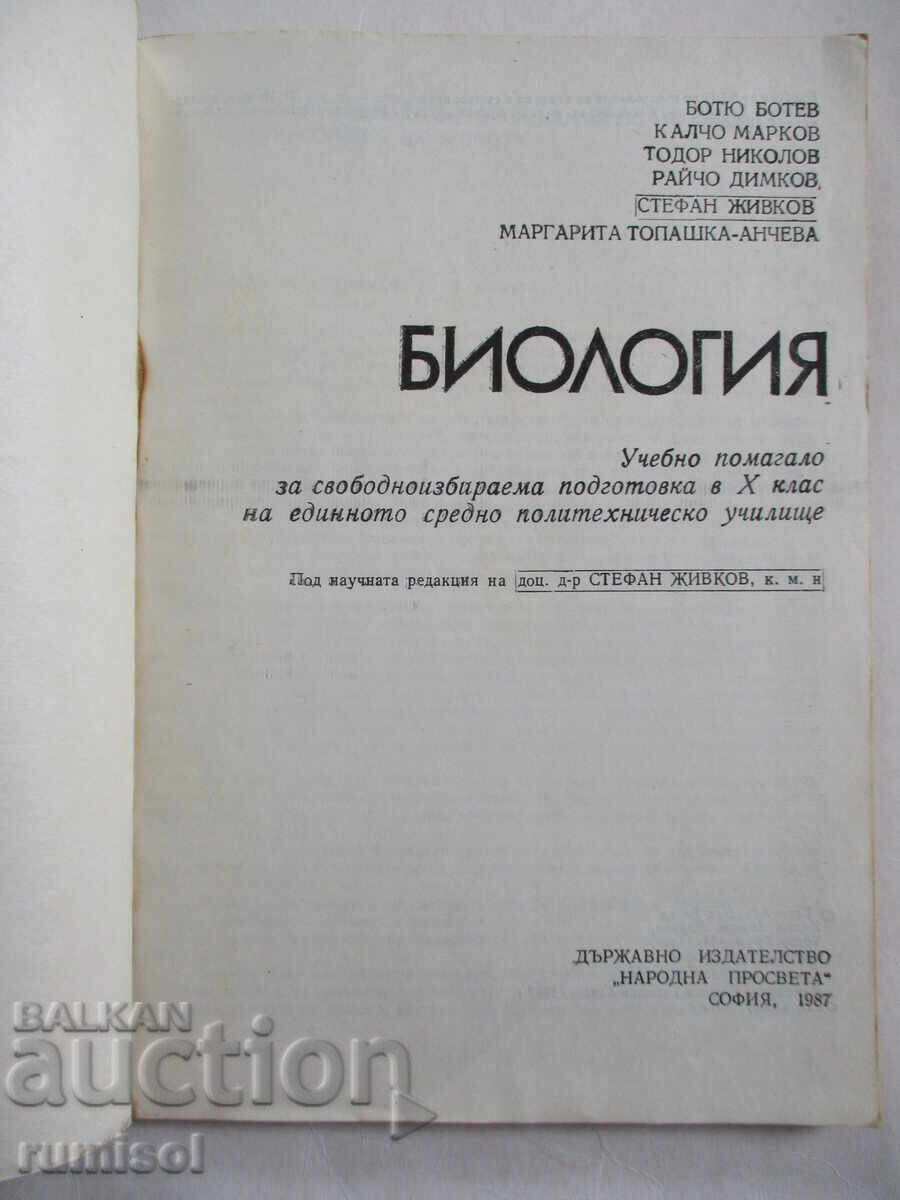 БОТЮ БОТЕВ
КАЛЧО МАРКОВ
ТОДОР НИКОЛОВ
РАЙЧО ДИМКОВ,
СТЕФАН ЖИВКОВ
МАРГАРИТА ТОПАШКА-АНЧЕВА
БИОЛОГИЯ
Учебно помагало
за свободноизбираема подготовка в X клас
на единното средно политехническо училище
Под научната редакция на доц. д-р СТЕФАН ЖИВКОВ, к. м. н
ДЪРЖАВНО ИЗДАТЕЛСТВО
„НАРОДНА ПРОСВЕТА“
СОФИЯ, 1987
BALKAN
auction
rumisol